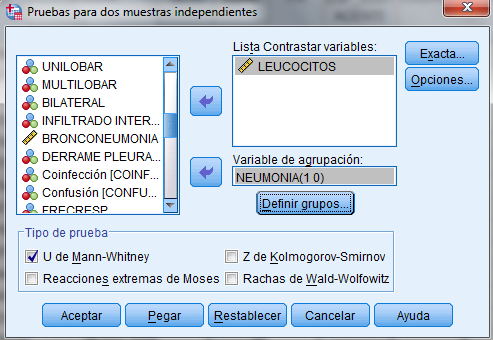 Pruebas para dos muestras independientes
Lista Contrastar variables:
UNILOBAR
MULTILOBAR
BILATERAL
INFILTRADO INTER...
BRONCONEUMONIA
DERRAME PLEURA...
Coinfección [COINF...
Confusión [CONFU...
FRECRESP
LEUCOCITOS
Exacta...
Opciones...
Variable de agrupación:
NEUMONIA(1 0)
Definir grupos...
Tipo de prueba
U de Mann-Whitney
Z de Kolmogorov-Smirnov
Reacciones extremas de Moses
Rachas de Wald-Wolfowitz
Aceptar
Pegar
Restablecer
Cancelar
Ayuda